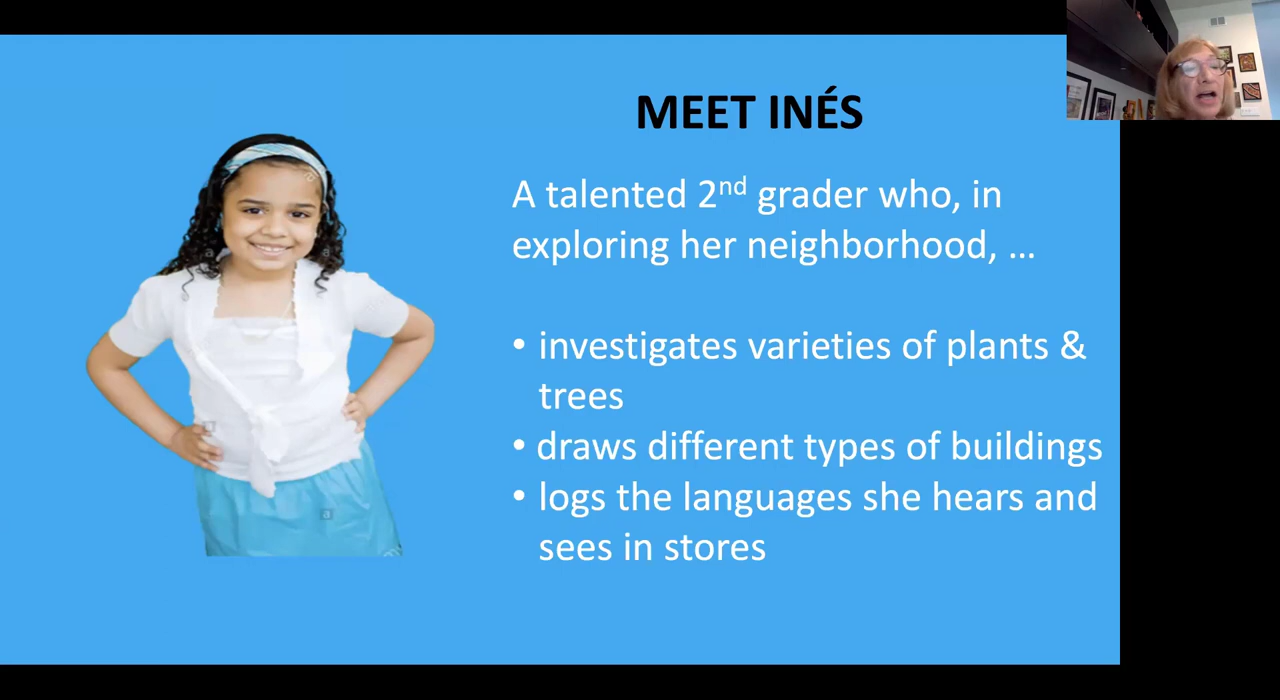 MEET INÉS
A talented 2nd grader who, in
exploring her neighborhood, ...
• investigates varieties of plants &
trees
• draws different types of buildings
• logs the languages she hears and
sees in stores